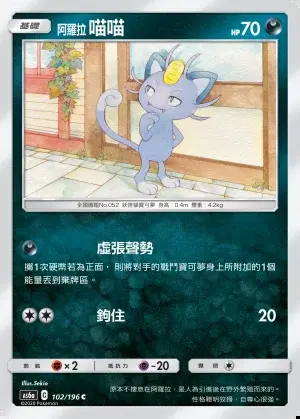 基礎 阿羅拉 喵喵 HP 70
全國圖鑑No.052 妖怪貓寶可夢 身高:0.4m 體重:4.2kg
虛張聲勢
擲1次硬幣若為正面,則將對手的戰鬥寶可夢身上所附加的1個
能量丟到棄牌區。
鉤住 20
弱點 ×2 抵抗力 -20 撤退
Illus.Sekio
AS6a C 102/196 C
©2020 Pokémon
原本不棲息在阿羅拉,是人為引進後在野外繁殖而來的。
性格聰明狡猾,自尊心很強。